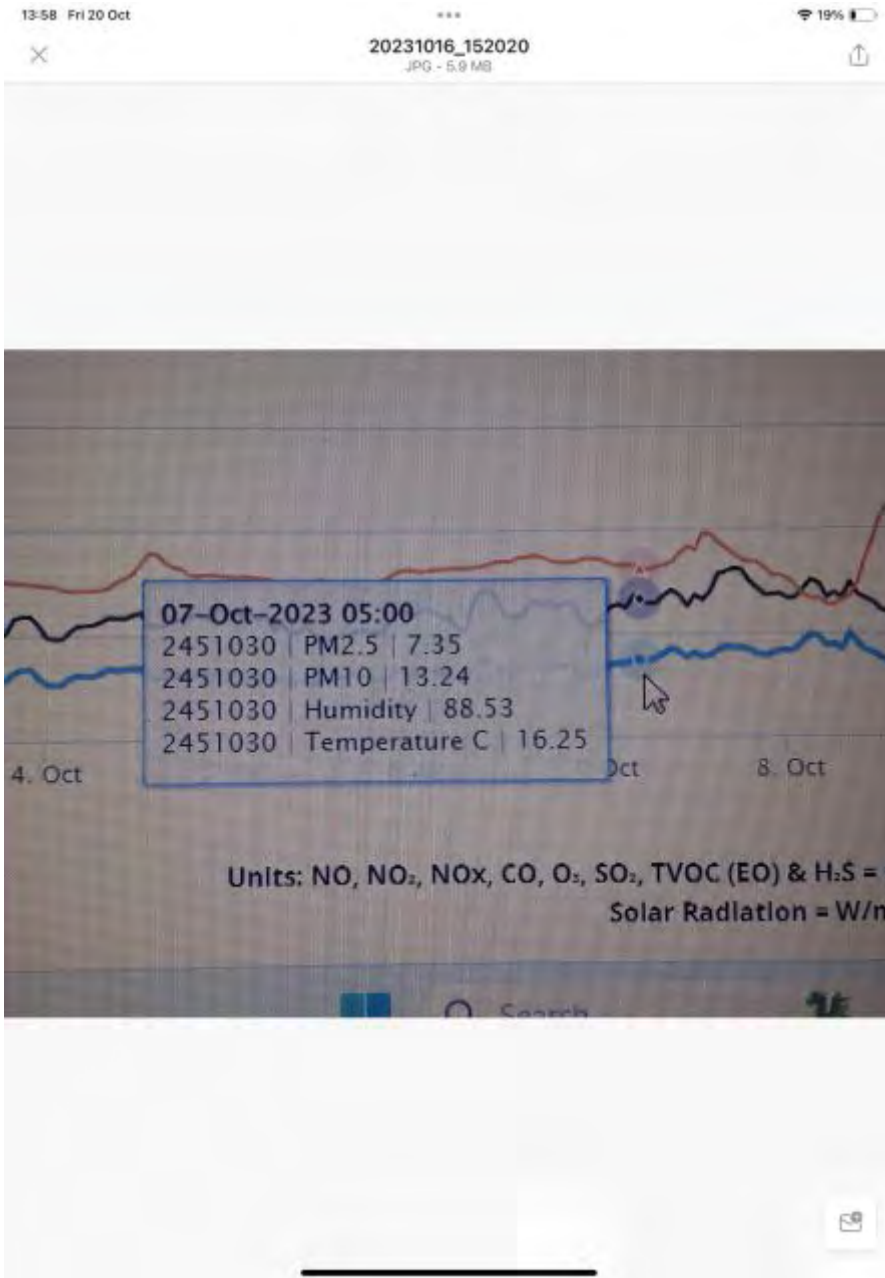 13:58 Fri 20 Oct
19%
20231016_152020
JPG - 5.9 MB
07-Oct-2023 05:00
2451030 | PM2.5 | 7.35
2451030 | PM10 | 13.24
2451030 | Humidity | 88.53
2451030 | Temperature C | 16.25
4. Oct
Oct
8. Oct
Units: NO, NO₂, NOx, CO, O₃, SO₂, TVOC (EO) & H₂S =
Solar Radiation = W/m
Search